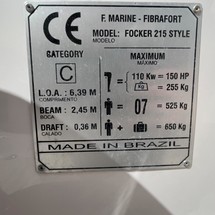 F. MARINE - FIBRAFORT
MODEL FOCKER 215 STYLE
MODELO
CE
CATEGORY
C
MAXIMUM
MÁXIMO
= 110 Kw = 150 HP
Kg = 255 KG
= 07 = 525 KG
+ = 650 KG
L.O.A.: 6,39 M
COMPRIMENTO
BEAM: 2,45 M
BOCA
DRAFT: 0,36 M
CALADO
MADE IN BRAZIL